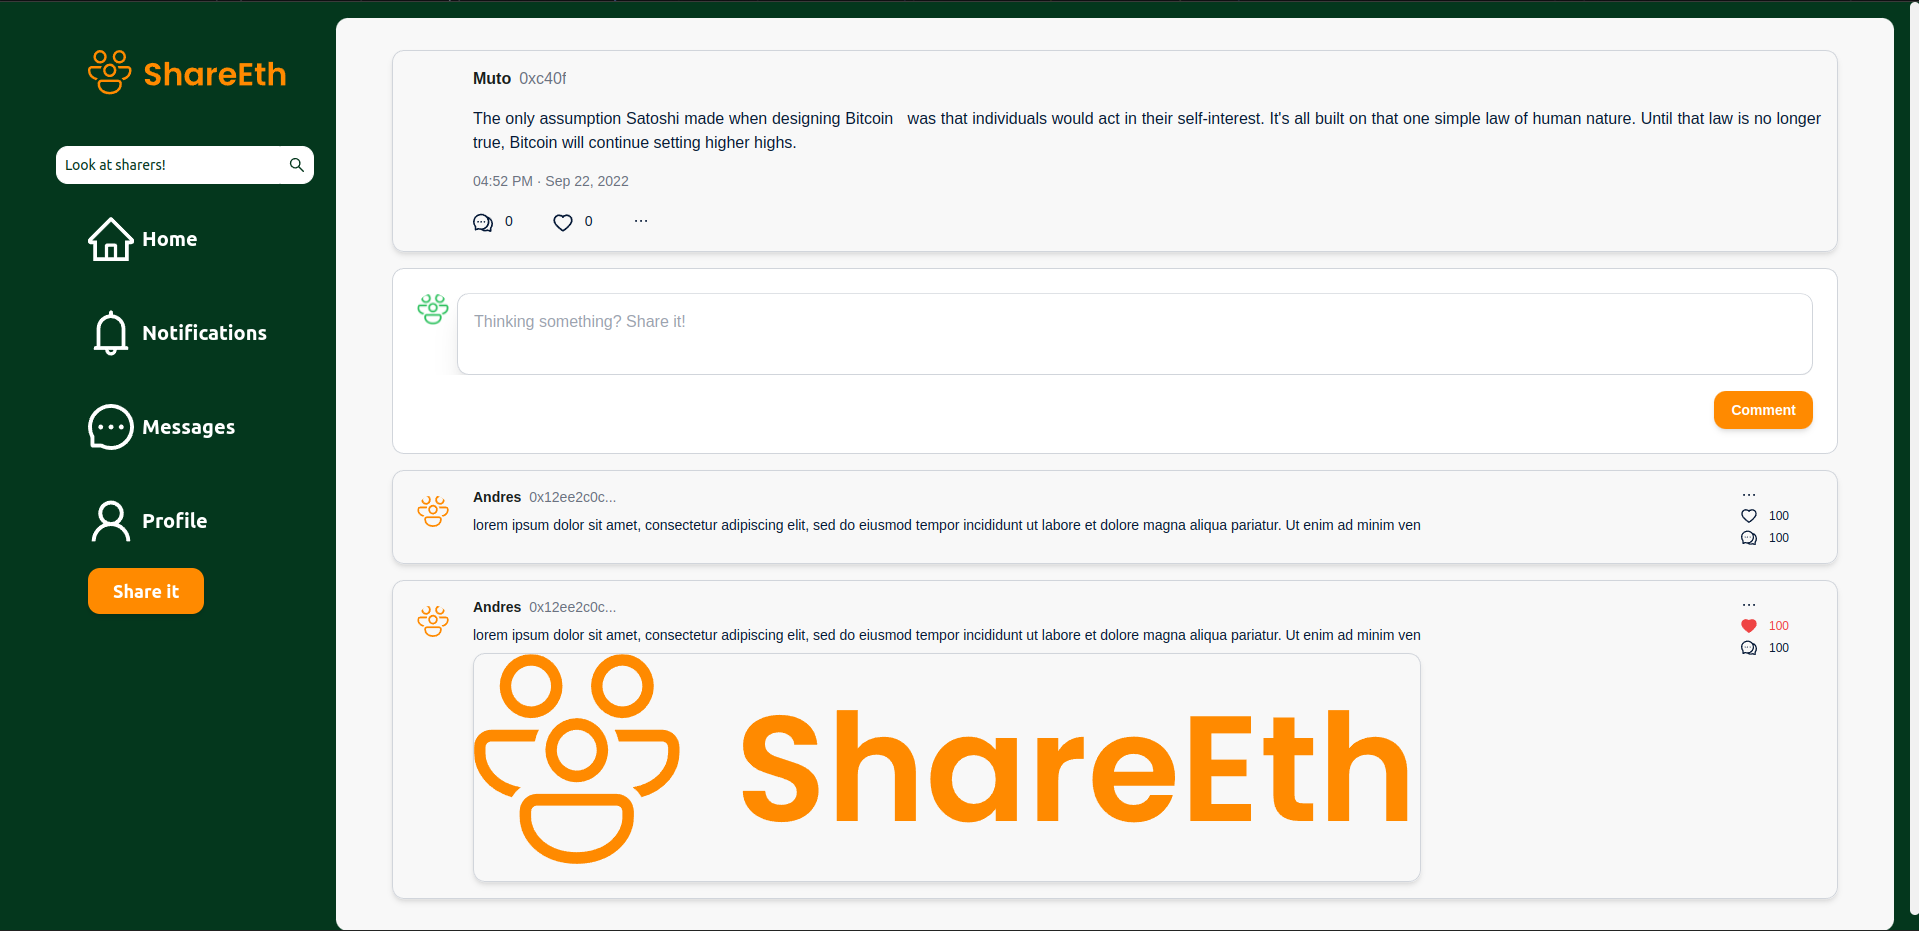 ShareEth
Look at sharers!
Home
Notifications
Messages
Profile
Share it
Muto 0xc40f
The only assumption Satoshi made when designing Bitcoin was that individuals would act in their self-interest. It's all built on that one simple law of human nature. Until that law is no longer
true, Bitcoin will continue setting higher highs.
04:52 PM · Sep 22, 2022
0 0 ...
Thinking something? Share it!
Comment
Andres 0x12ee2c0c...
lorem ipsum dolor sit amet, consectetur adipiscing elit, sed do eiusmod tempor incididunt ut labore et dolore magna aliqua pariatur. Ut enim ad minim ven
...
100
100
Andres 0x12ee2c0c...
lorem ipsum dolor sit amet, consectetur adipiscing elit, sed do eiusmod tempor incididunt ut labore et dolore magna aliqua pariatur. Ut enim ad minim ven
...
100
100
ShareEth